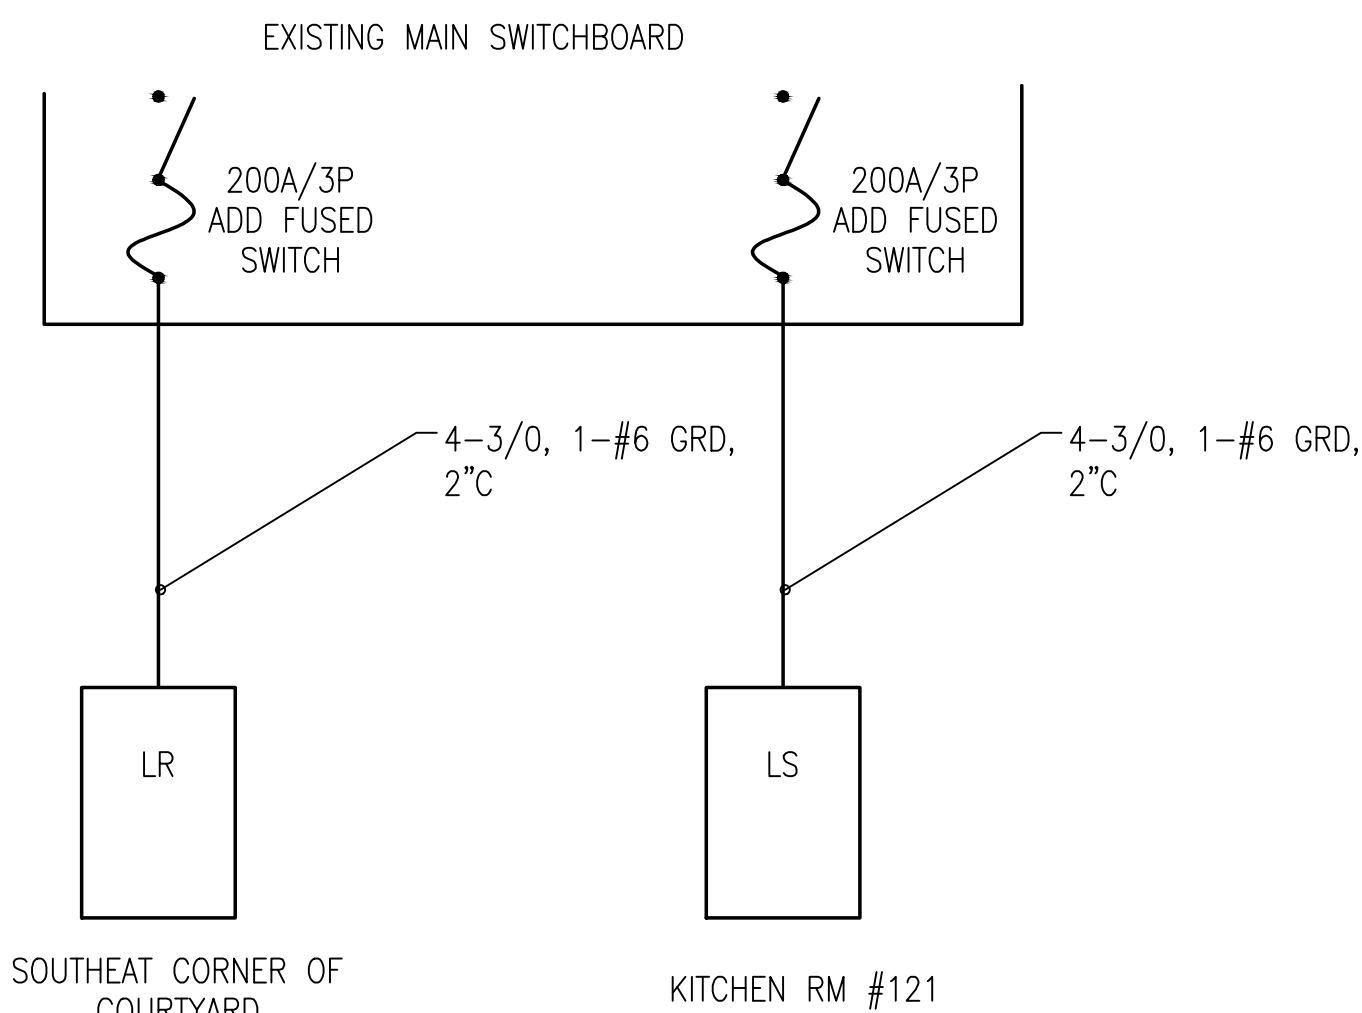 EXISTING MAIN SWITCHBOARD
200A/3P
ADD FUSED
SWITCH
200A/3P
ADD FUSED
SWITCH
4-3/0, 1-#6 GRD,
2"C
4-3/0, 1-#6 GRD,
2"C
LR
LS
SOUTHEAT CORNER OF
COURTYARD
KITCHEN RM #121